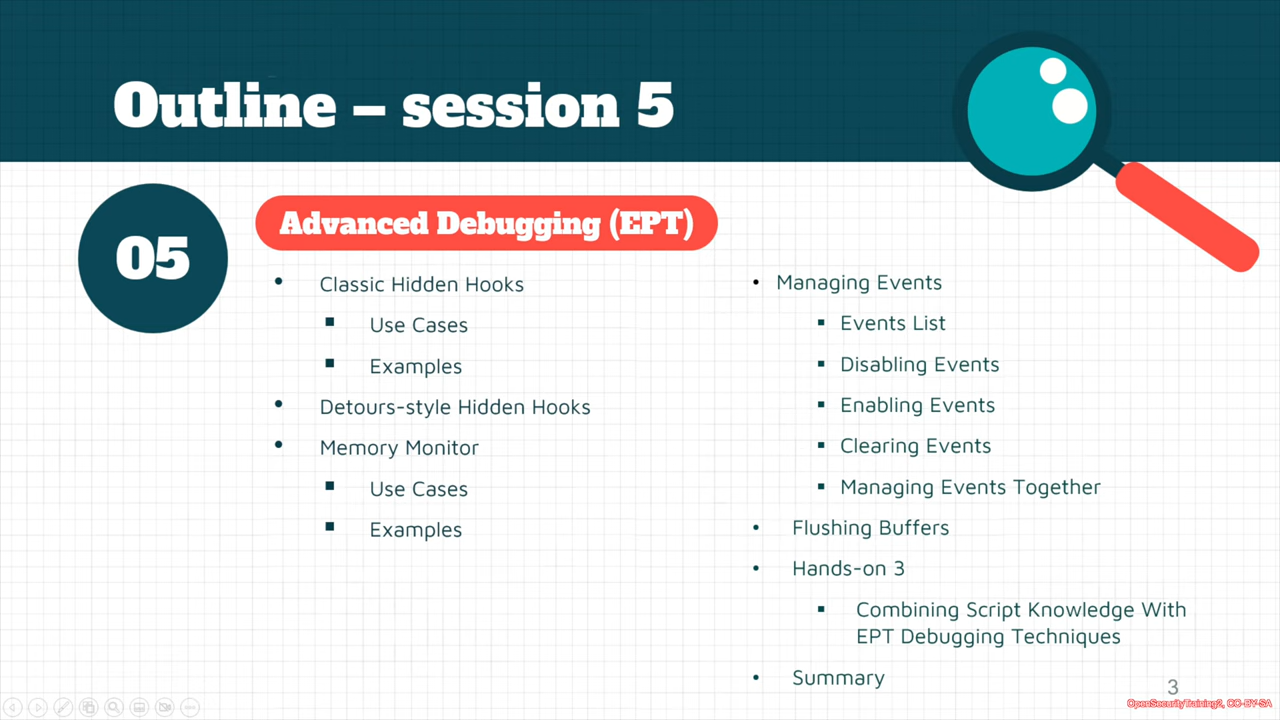 Outline – session 5
05
Advanced Debugging (EPT)
Classic Hidden Hooks
Use Cases
Examples
Detours-style Hidden Hooks
Memory Monitor
Use Cases
Examples
Managing Events
Events List
Disabling Events
Enabling Events
Clearing Events
Managing Events Together
Flushing Buffers
Hands-on 3
Combining Script Knowledge With
EPT Debugging Techniques
Summary
3
OpenSecurityTraining2, CC-BY-SA